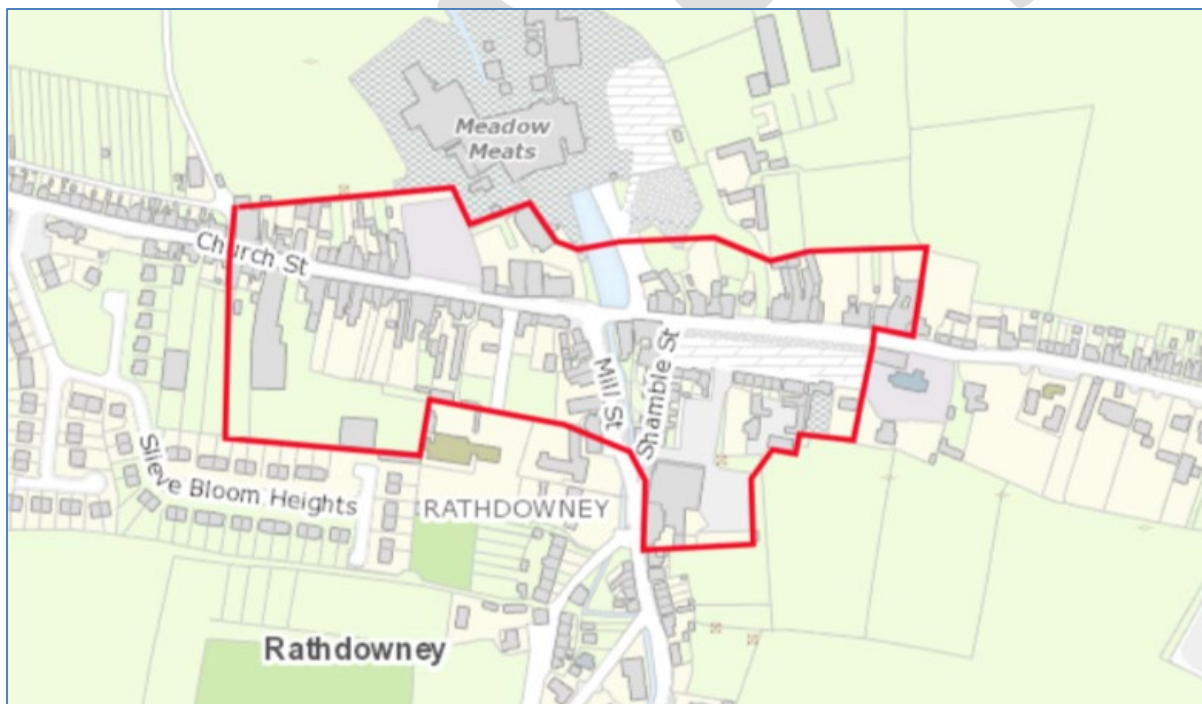 Meadow
Meats
Church St
Mill St
Shamble St
Slieve Bloom Heights
RATHDOWNEY
Rathdowney